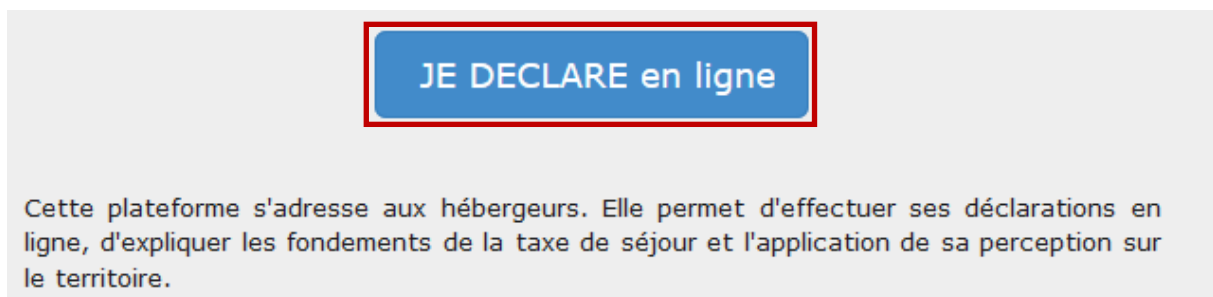 JE DECLARE en ligne
Cette plateforme s'adresse aux hébergeurs. Elle permet d'effectuer ses déclarations en
ligne, d'expliquer les fondements de la taxe de séjour et l'application de sa perception sur
le territoire.